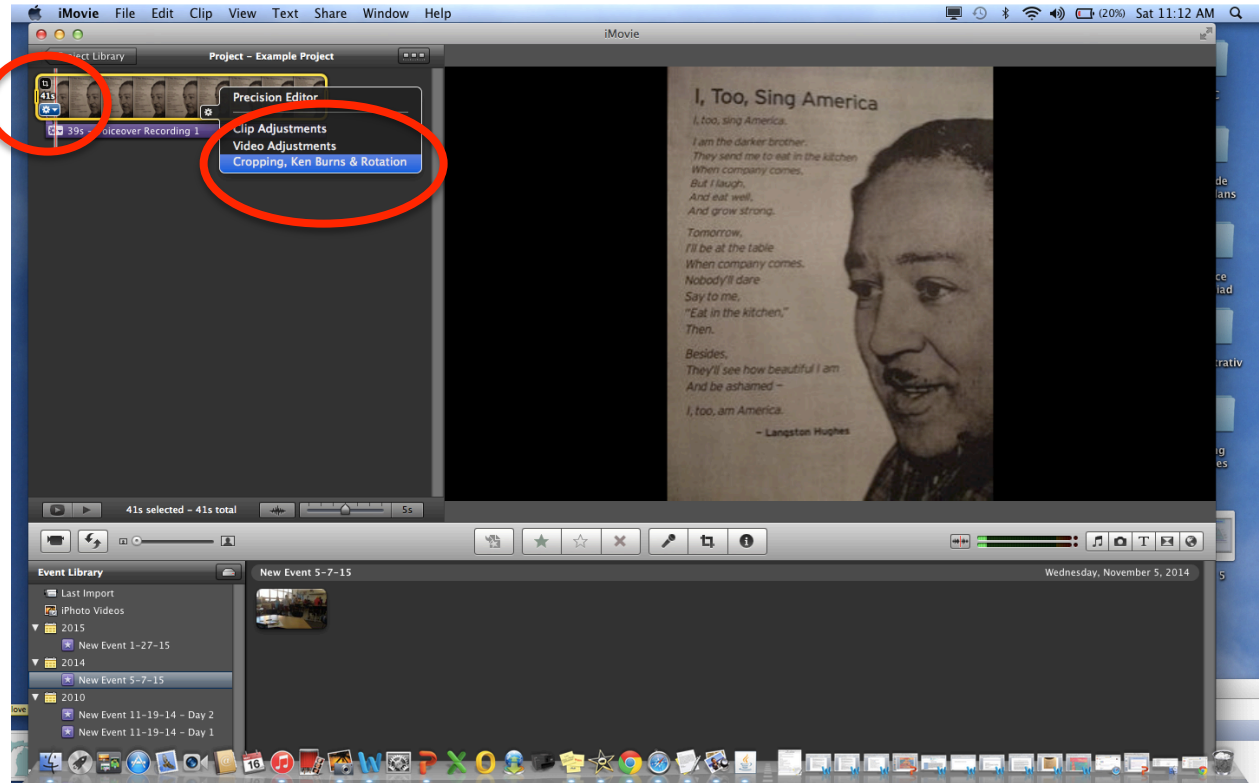 iMovie File Edit Clip View Text Share Window Help
(20%) Sat 11:12 AM
iMovie
Project Library
Project – Example Project
41s
Precision Editor
Clip Adjustments
Video Adjustments
Cropping, Ken Burns & Rotation
39s – Voiceover Recording 1
I, Too, Sing America
I, too, sing America.
I am the darker brother.
They send me to eat in the kitchen
When company comes,
But I laugh,
And eat well,
And grow strong.
Tomorrow,
I'll be at the table
When company comes.
Nobody'll dare
Say to me,
"Eat in the kitchen,"
Then.
Besides,
They'll see how beautiful I am
And be ashamed –
I, too, am America.
– Langston Hughes
41s selected – 41s total
5s
Event Library
New Event 5-7-15
Wednesday, November 5, 2014
Last Import
iPhoto Videos
2015
New Event 1-27-15
2014
New Event 5-7-15
2010
New Event 11-19-14 – Day 2
New Event 11-19-14 – Day 1
16